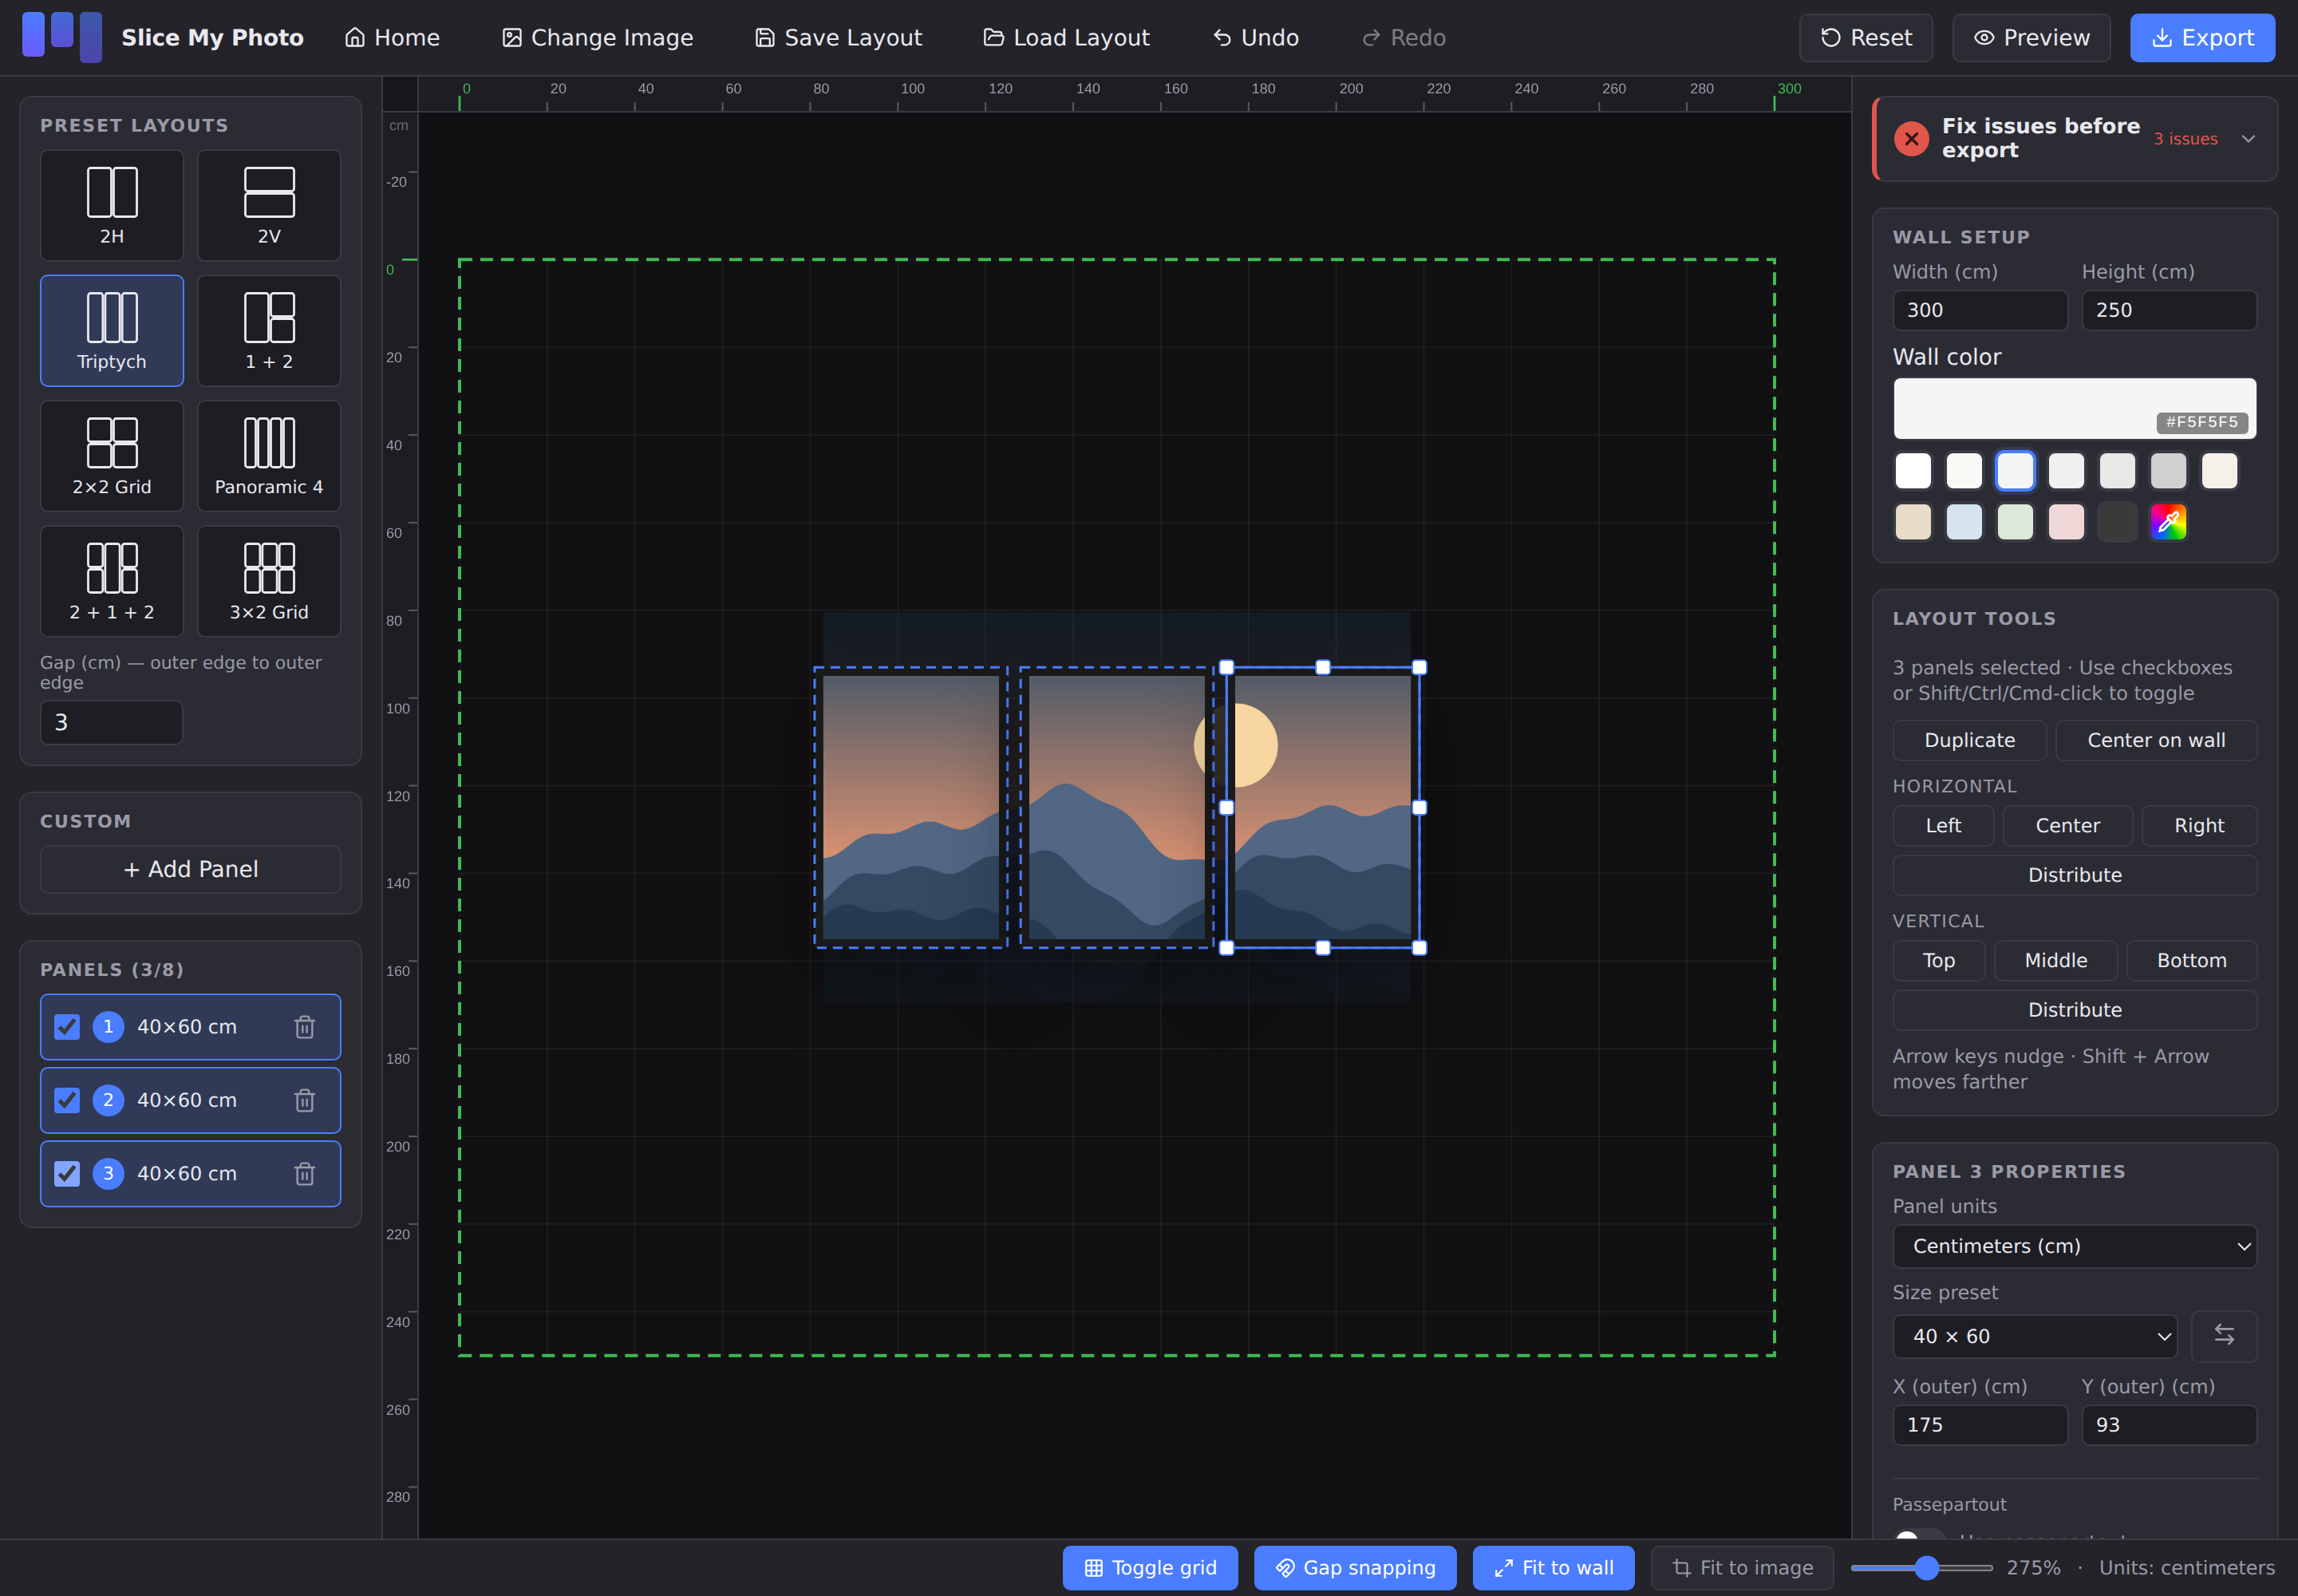 Slice My Photo
Home
Change Image
Save Layout
Load Layout
Undo
Redo
Reset
Preview
Export
PRESET LAYOUTS
2H
2V
Triptych
1 + 2
2×2 Grid
Panoramic 4
2 + 1 + 2
3×2 Grid
Gap (cm) — outer edge to outer
edge
3
CUSTOM
+ Add Panel
PANELS (3/8)
1 40×60 cm
2 40×60 cm
3 40×60 cm
0 20 40 60 80 100 120 140 160 180 200 220 240 260 280 300
cm
-20
0
20
40
60
80
100
120
140
160
180
200
220
240
260
280
Fix issues before
export
3 issues
WALL SETUP
Width (cm) Height (cm)
300 250
Wall color
#F5F5F5
LAYOUT TOOLS
3 panels selected · Use checkboxes
or Shift/Ctrl/Cmd-click to toggle
Duplicate Center on wall
HORIZONTAL
Left Center Right
Distribute
VERTICAL
Top Middle Bottom
Distribute
Arrow keys nudge · Shift + Arrow
moves farther
PANEL 3 PROPERTIES
Panel units
Centimeters (cm)
Size preset
40 × 60
X (outer) (cm) Y (outer) (cm)
175 93
Passepartout
Toggle grid
Gap snapping
Fit to wall
Fit to image
275% · Units: centimeters